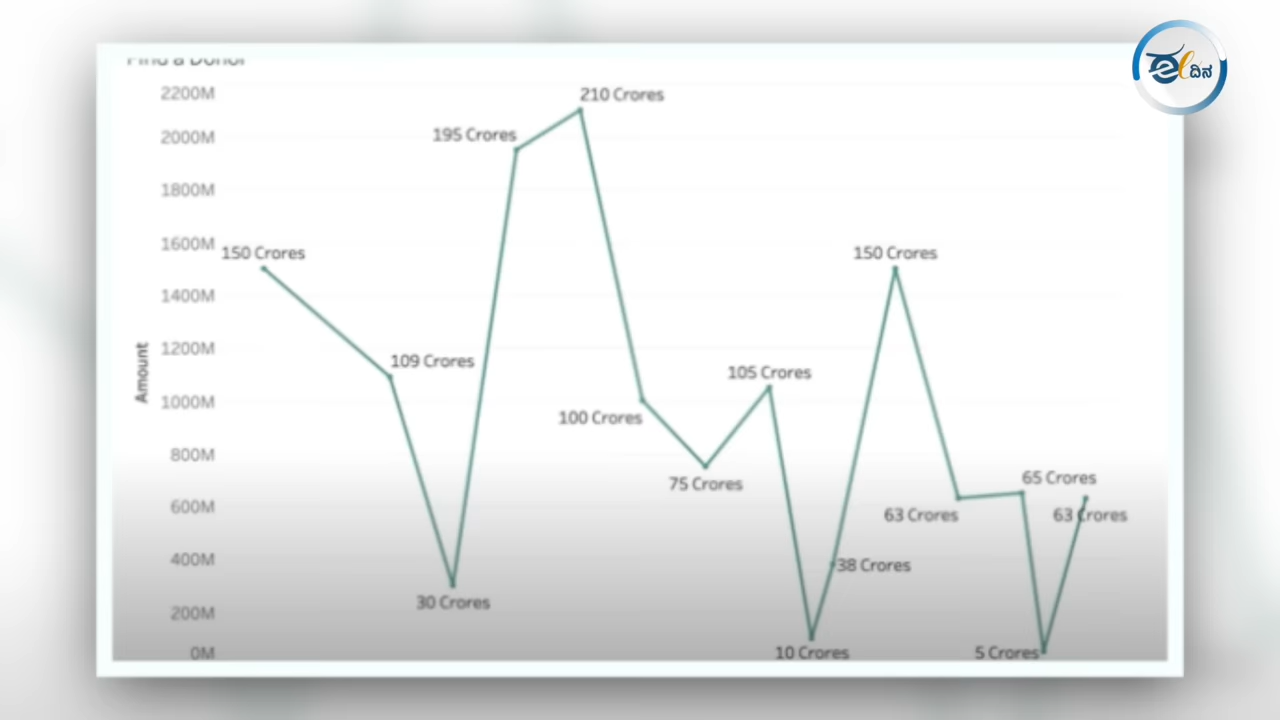 Find a Donor
ಈ e ದಿನ
2200M
210 Crores
2000M
195 Crores
1800M
1600M
150 Crores
150 Crores
1400M
1200M
109 Crores
105 Crores
Amount
1000M
100 Crores
800M
75 Crores
65 Crores
600M
63 Crores
63 Crores
400M
38 Crores
200M
30 Crores
0M
10 Crores
5 Crores